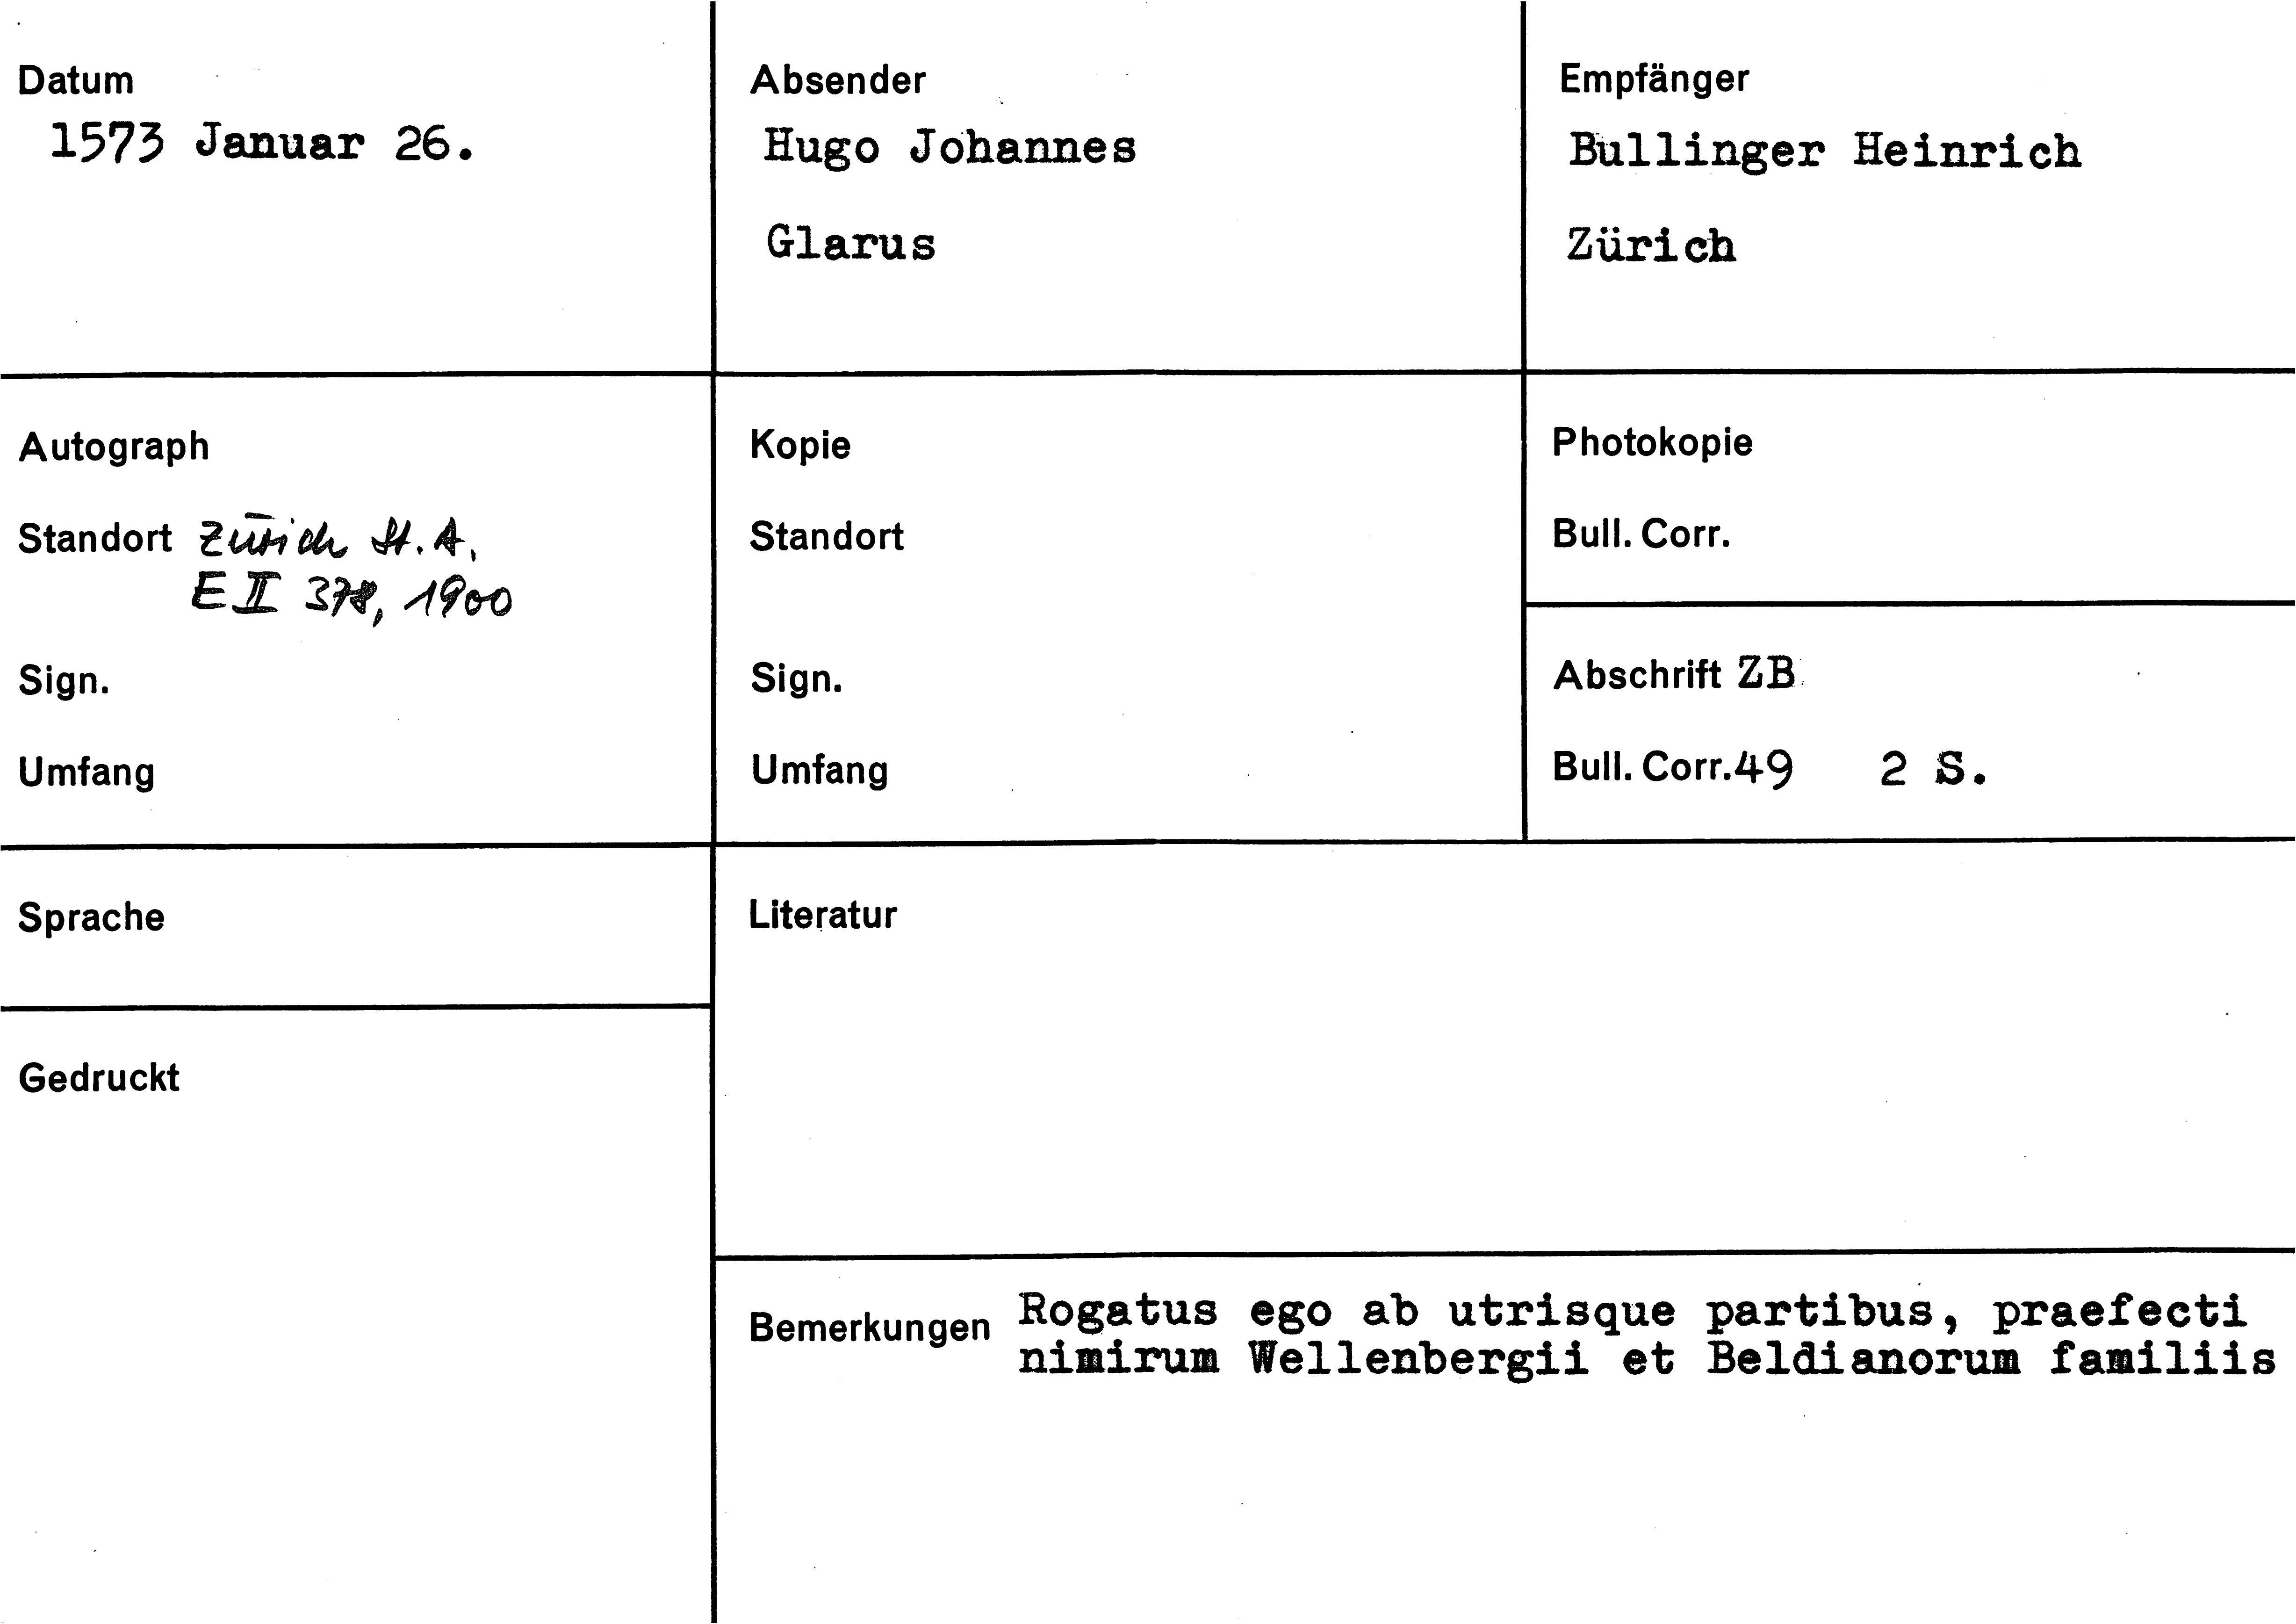 Datum
1573 Januar 26.
Absender
Hugo Johannes
Glarus
Empfänger
Bullinger Heinrich
Zürich
Autograph
Standort Zürich St. A.
E II 378, 1900
Sign.
Umfang
Kopie
Standort
Sign.
Umfang
Photokopie
Bull. Corr.
Abschrift ZB
Bull. Corr.49 2 S.
Sprache
Literatur
Gedruckt
Bemerkungen Rogatus ego ab utrisque partibus, praefecti
nimirum Wellenbergii et Beldianorum familiis